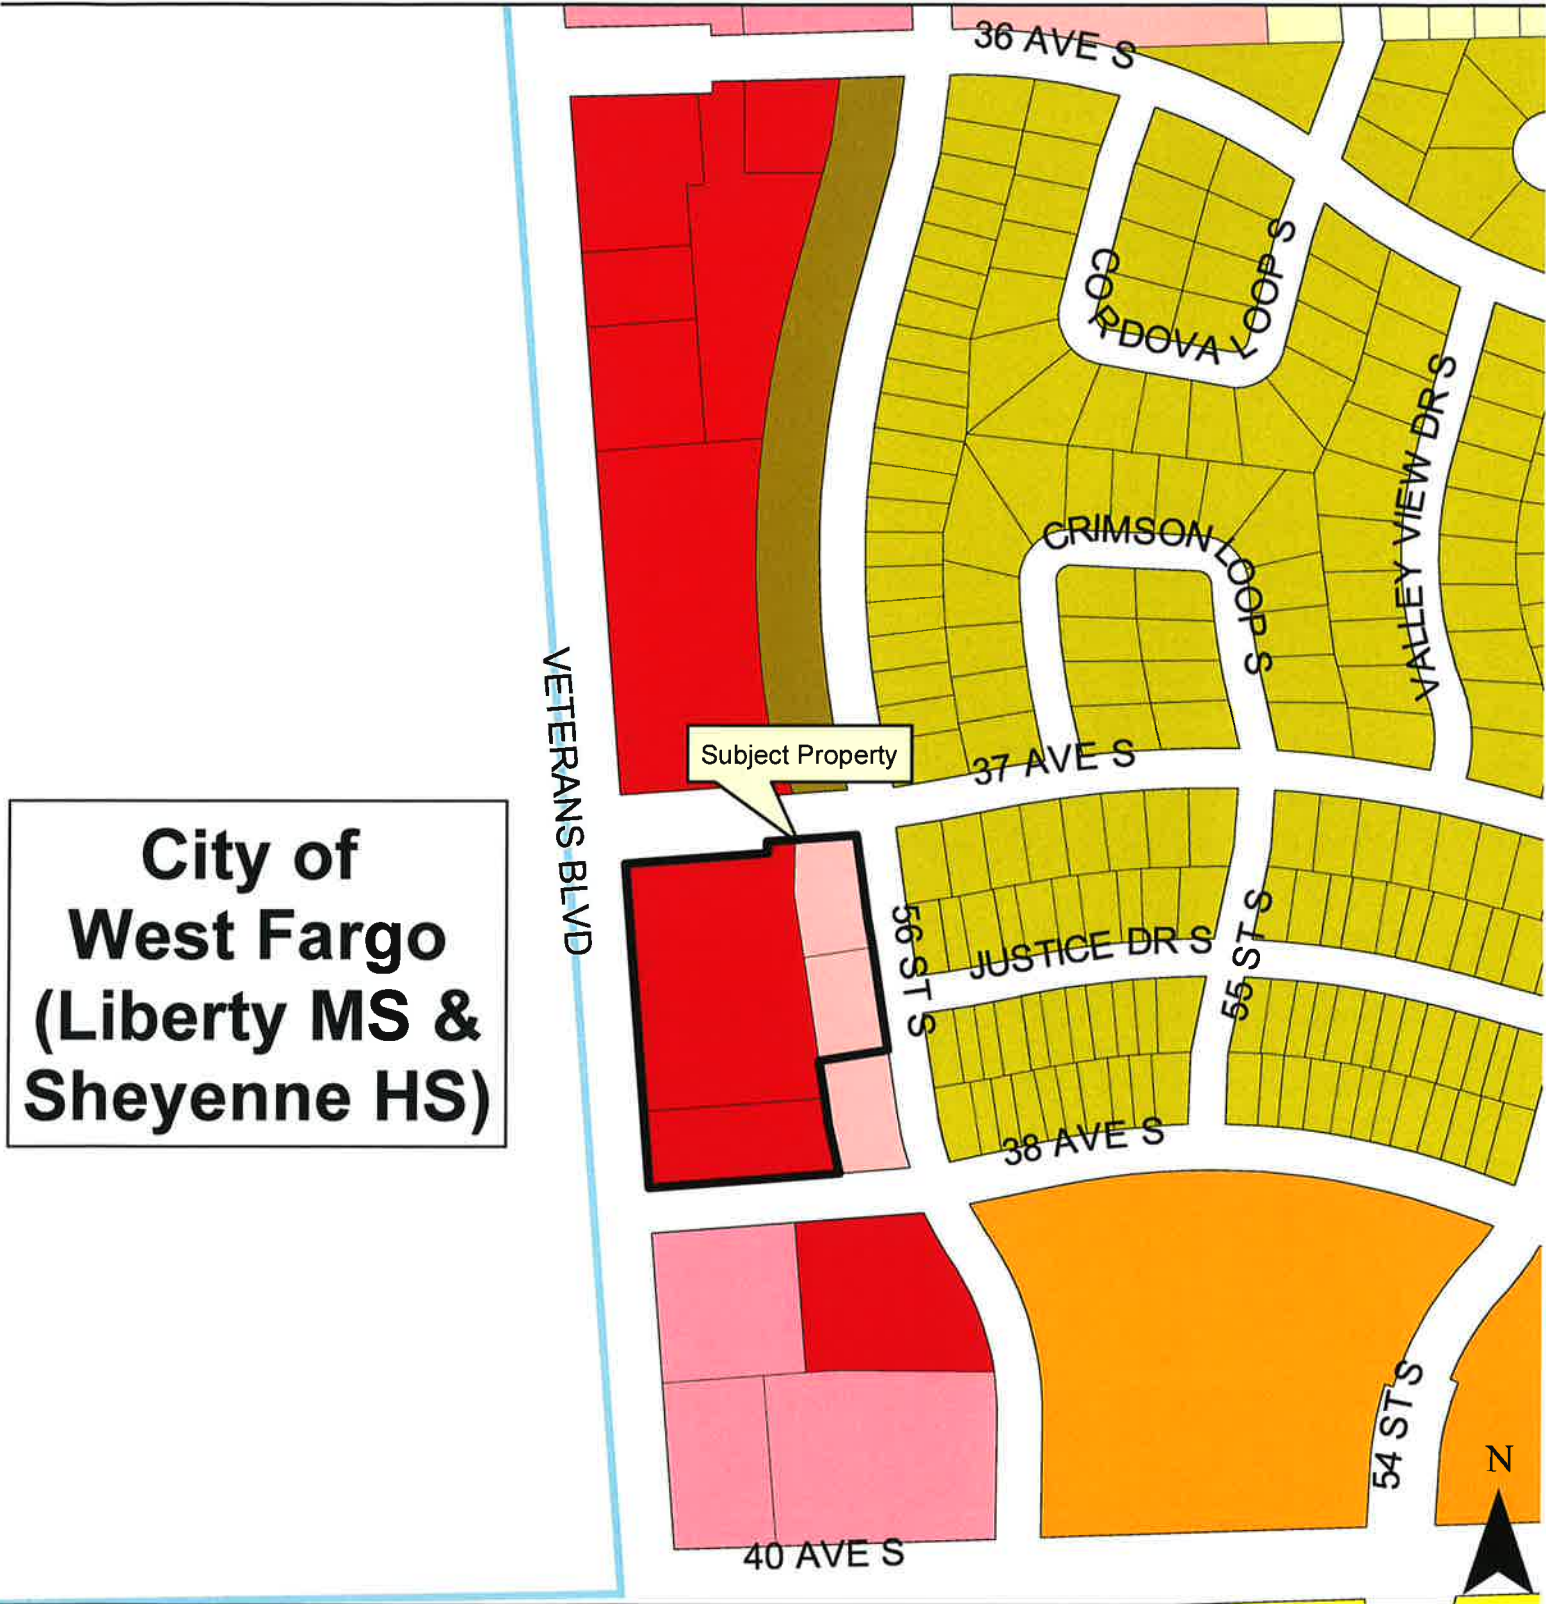 36 AVE S
CORDOVA LOOP S
VALLEY VIEW DR S
CRIMSON LOOP S
VETERANS BLVD
Subject Property
37 AVE S
City of
West Fargo
(Liberty MS &
Sheyenne HS)
56 ST S
JUSTICE DR S
55 ST S
38 AVE S
54 ST S
N
40 AVE S